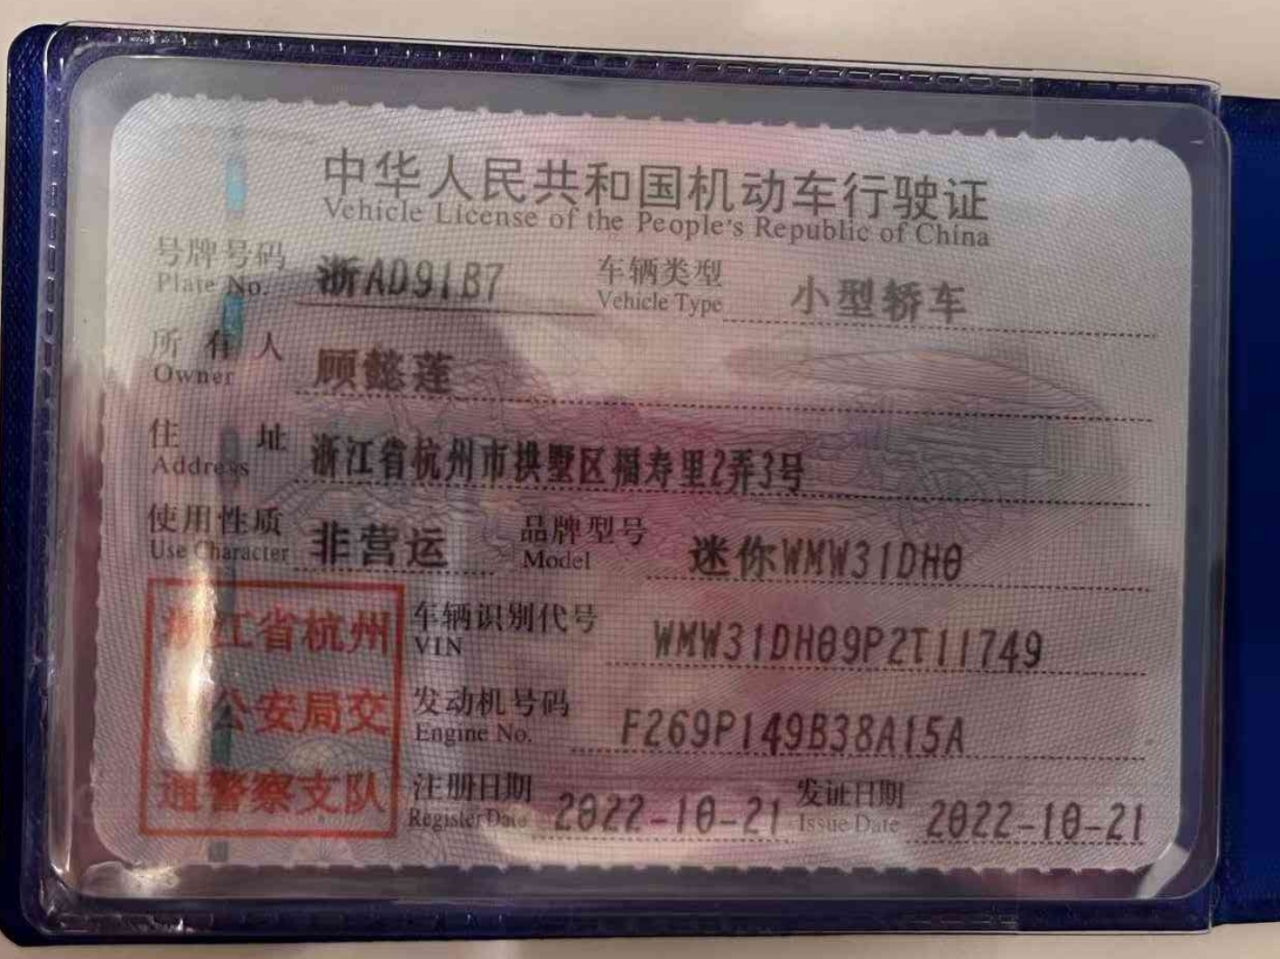 中华人民共和国机动车行驶证
Vehicle License of the People's Republic of China
号牌号码 浙AD91B7 车辆类型 小型轿车
Plate No. Vehicle Type
所有人 顾懿莲
Owner
住址 浙江省杭州市拱墅区福寿里2弄3号
Address
使用性质 非营运 品牌型号 迷你WMW31DH0
Use Character Model
浙江省杭州
公安局交
通警察支队
车辆识别代号 WMW31DH09P2T11749
VIN
发动机号码 F269P149B38A15A
Engine No.
注册日期 2022-10-21 发证日期 2022-10-21
Register Date Issue Date